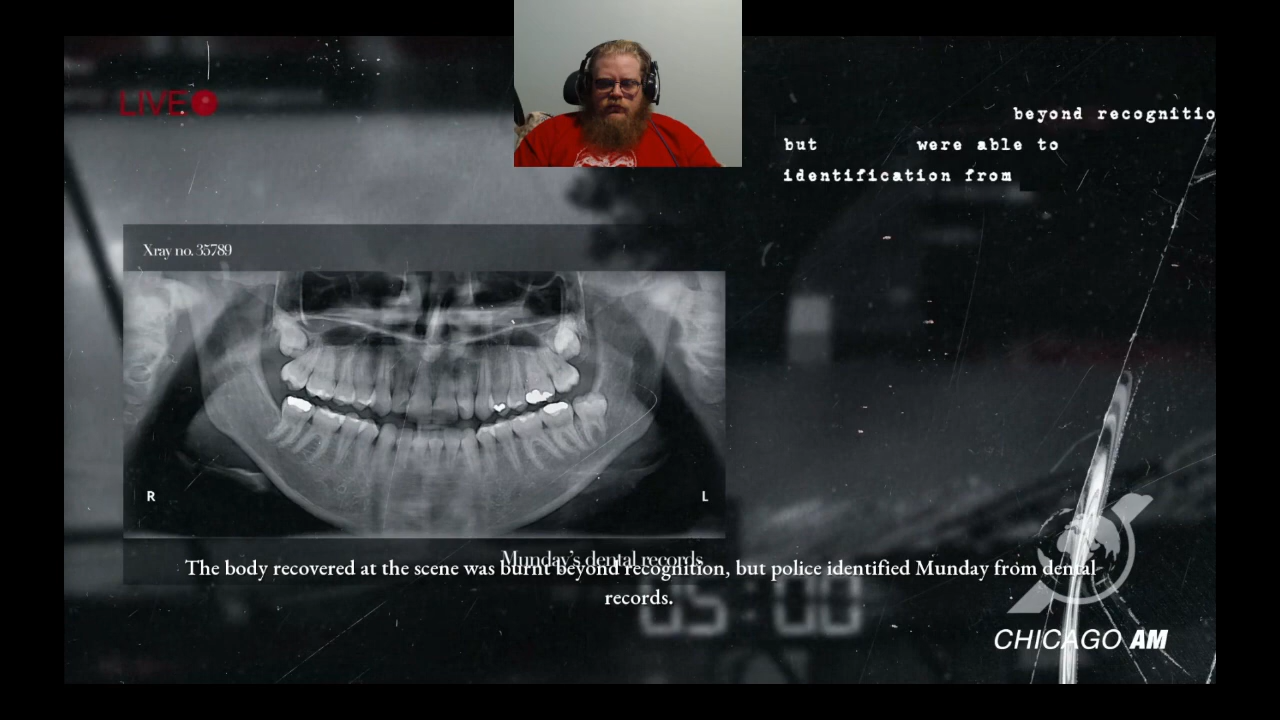 LIVE
beyond recognitio
but were able to
identification from
Xray no. 35789
R
L
Munday's dental records
The body recovered at the scene was burnt beyond recognition, but police identified Munday from dental
records.
05:00
CHICAGO AM